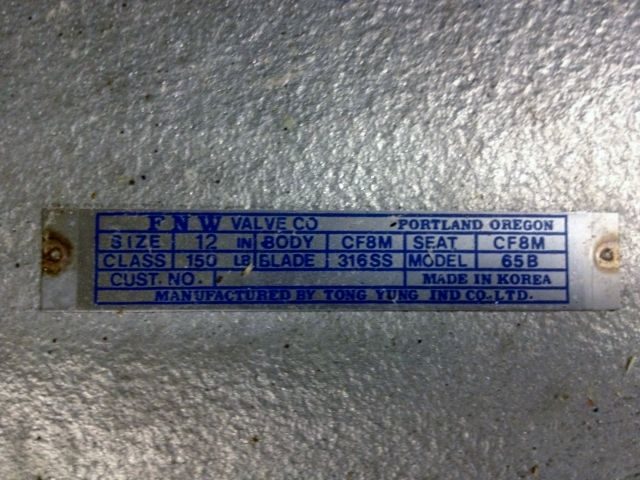 FNW VALVE CO PORTLAND OREGON
SIZE 12 IN BODY CF8M SEAT CF8M
CLASS 150 LB BLADE 316SS MODEL 65B
CUST. NO. MADE IN KOREA
MANUFACTURED BY TONG YUNG IND CO., LTD.